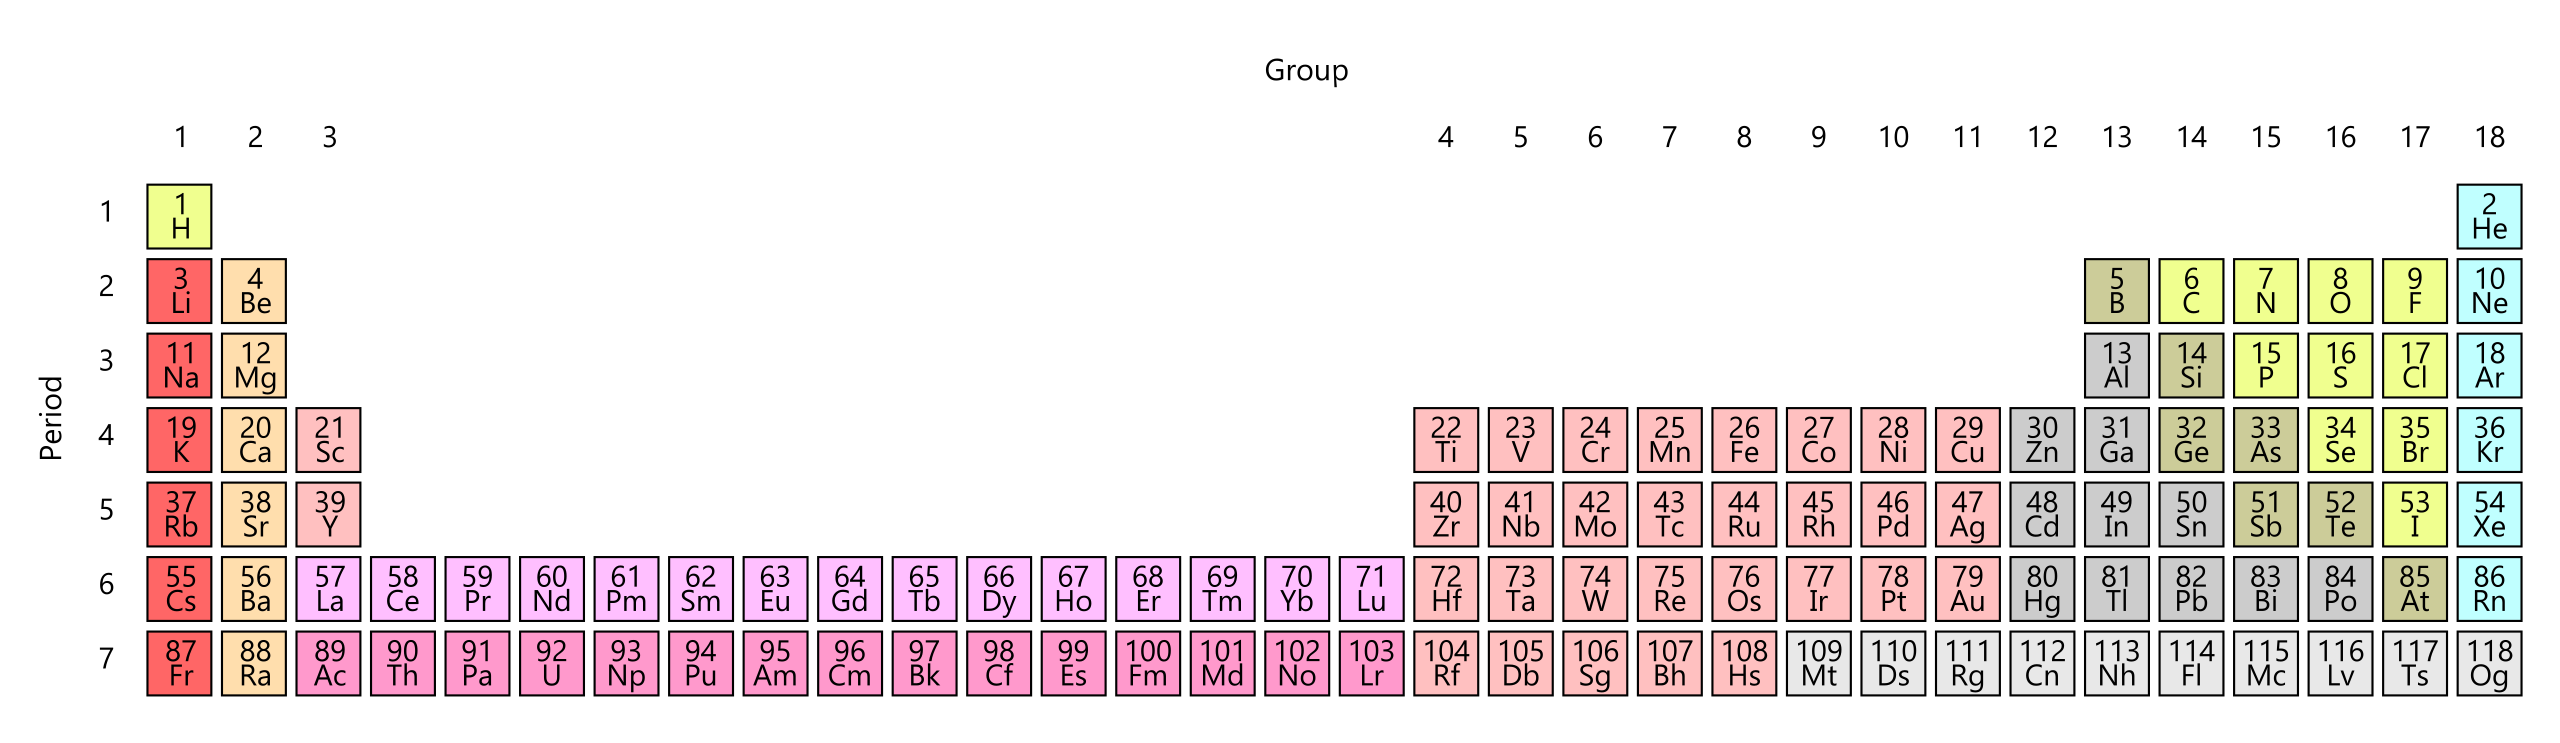 Group
1 2 3 4 5 6 7 8 9 10 11 12 13 14 15 16 17 18
Period
1 1 2
H He
2 3 4 5 6 7 8 9 10
Li Be B C N O F Ne
3 11 12 13 14 15 16 17 18
Na Mg Al Si P S Cl Ar
4 19 20 21 22 23 24 25 26 27 28 29 30 31 32 33 34 35 36
K Ca Sc Ti V Cr Mn Fe Co Ni Cu Zn Ga Ge As Se Br Kr
5 37 38 39 40 41 42 43 44 45 46 47 48 49 50 51 52 53 54
Rb Sr Y Zr Nb Mo Tc Ru Rh Pd Ag Cd In Sn Sb Te I Xe
6 55 56 57 58 59 60 61 62 63 64 65 66 67 68 69 70 71 72 73 74 75 76 77 78 79 80 81 82 83 84 85 86
Cs Ba La Ce Pr Nd Pm Sm Eu Gd Tb Dy Ho Er Tm Yb Lu Hf Ta W Re Os Ir Pt Au Hg Tl Pb Bi Po At Rn
7 87 88 89 90 91 92 93 94 95 96 97 98 99 100 101 102 103 104 105 106 107 108 109 110 111 112 113 114 115 116 117 118
Fr Ra Ac Th Pa U Np Pu Am Cm Bk Cf Es Fm Md No Lr Rf Db Sg Bh Hs Mt Ds Rg Cn Nh Fl Mc Lv Ts Og